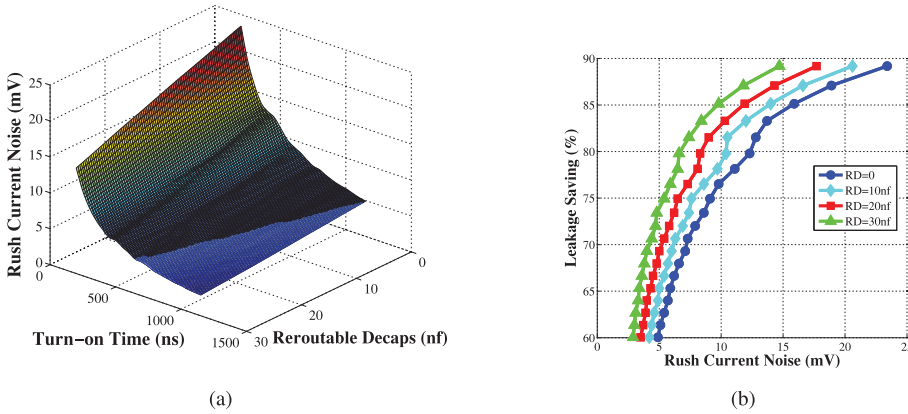 25
20
15
10
5
0
Rush Current Noise (mV)
0
500
1000
1500
Turn-on Time (ns)
0
10
20
30
Reroutable Decaps (nf)
(a)
90
85
80
75
70
65
60
Leakage Saving (%)
RD=0
RD=10nf
RD=20nf
RD=30nf
0
5
10
15
20
Rush Current Noise (mV)
(b)